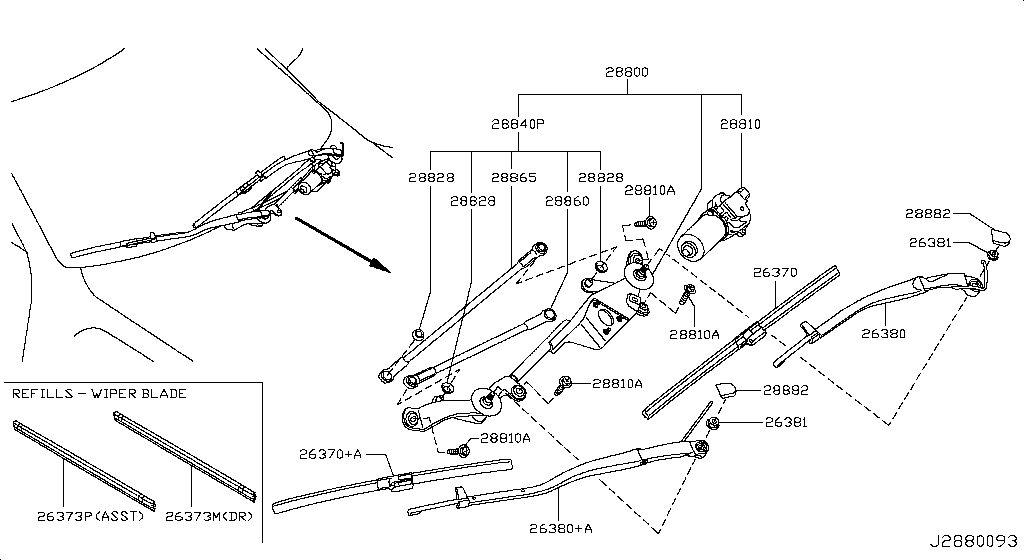 28800
28840P
28810
28828
28865
28828
28810A
28828
28860
28882
26381
26370
28810A
26380
REFILLS - WIPER BLADE
28810A
28882
26381
28810A
26370+A
26373P(ASST)
26373M(DR)
26380+A
J2880093